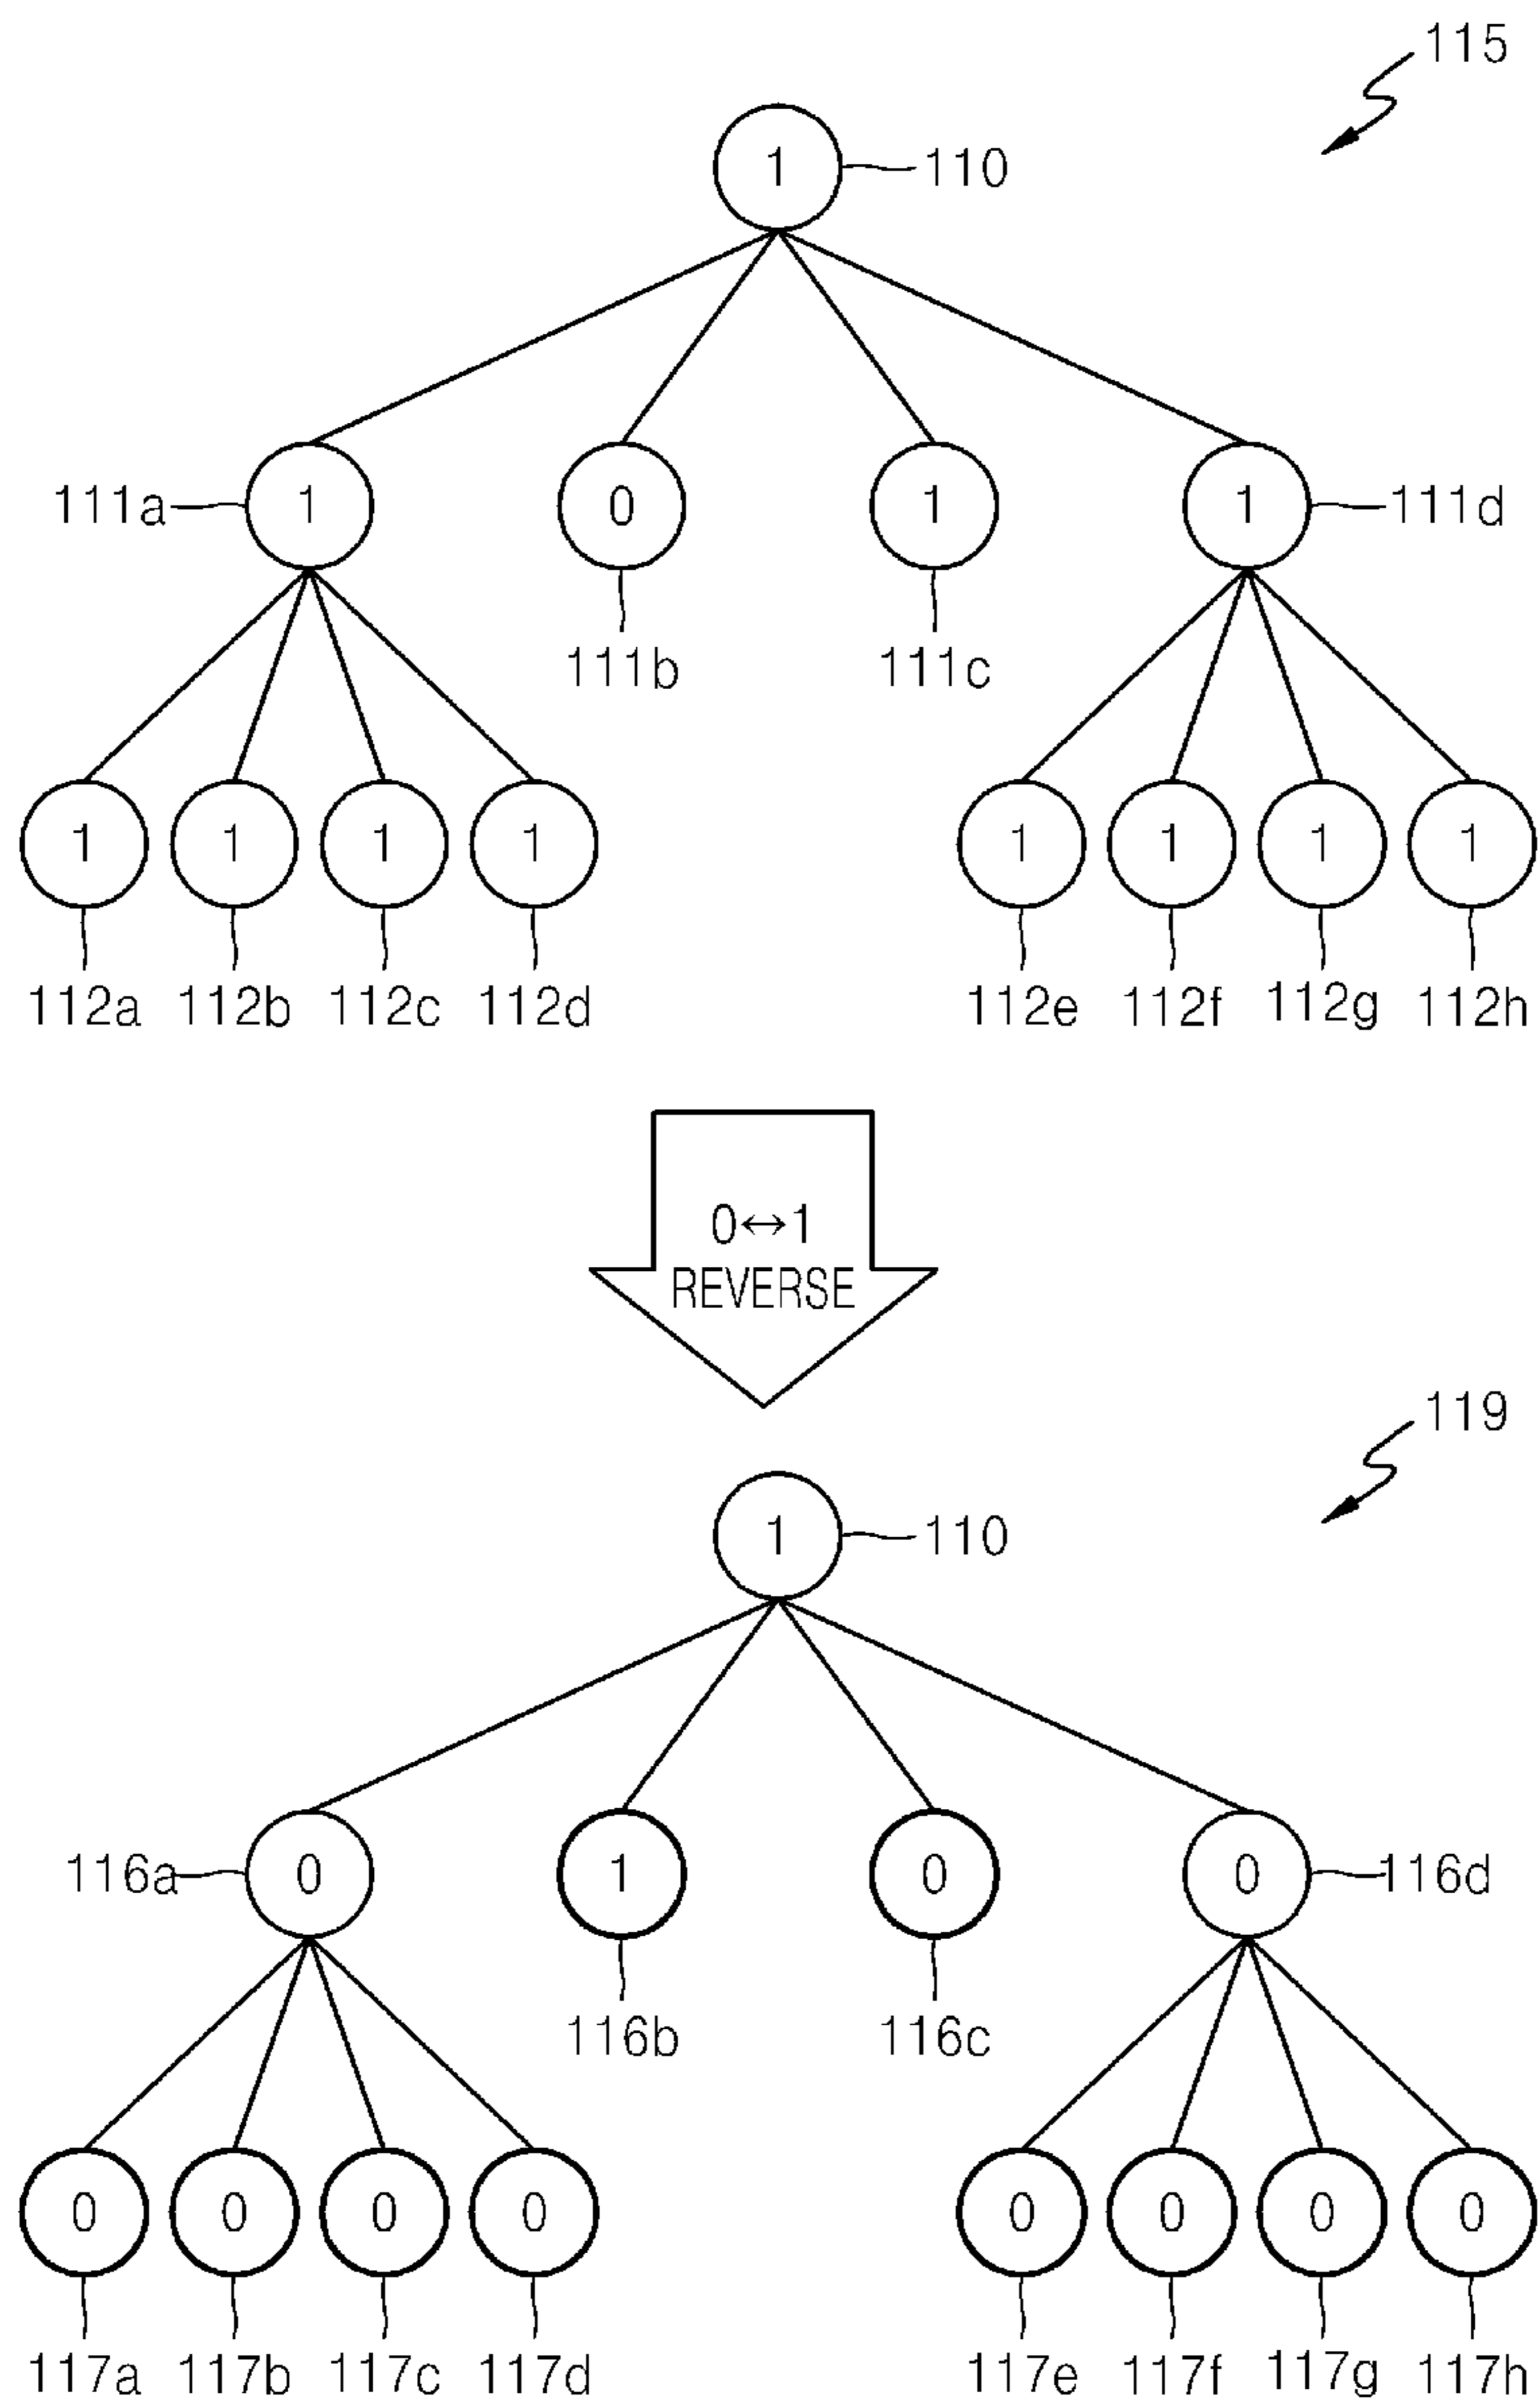 115
1 110
111a 1 0 1 1 111d
111b 111c
1 1 1 1 1 1 1 1
112a 112b 112c 112d 112e 112f 112g 112h
0↔1
REVERSE
119
1 110
116a 0 1 0 0 116d
116b 116c
0 0 0 0 0 0 0 0
117a 117b 117c 117d 117e 117f 117g 117h